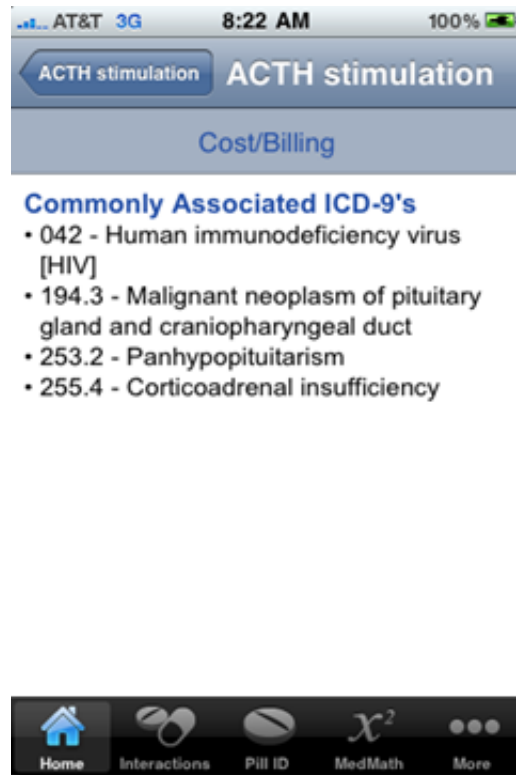 AT&T 3G 8:22 AM 100%
ACTH stimulation ACTH stimulation
Cost/Billing
Commonly Associated ICD-9's
• 042 - Human immunodeficiency virus
[HIV]
• 194.3 - Malignant neoplasm of pituitary
gland and craniopharyngeal duct
• 253.2 - Panhypopituitarism
• 255.4 - Corticoadrenal insufficiency
x²
Home Interactions Pill ID MedMath More